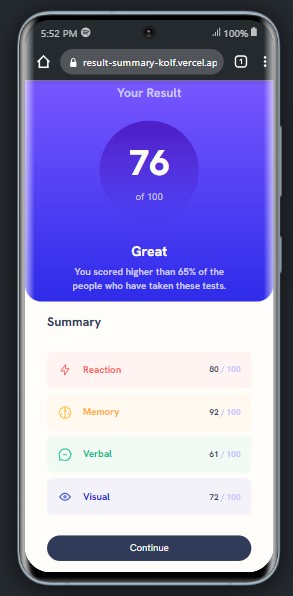 5:52 PM
100%
result-summary-kolf.vercel.ap
1
Your Result
76
of 100
Great
You scored higher than 65% of the
people who have taken these tests.
Summary
Reaction 80 / 100
Memory 92 / 100
Verbal 61 / 100
Visual 72 / 100
Continue